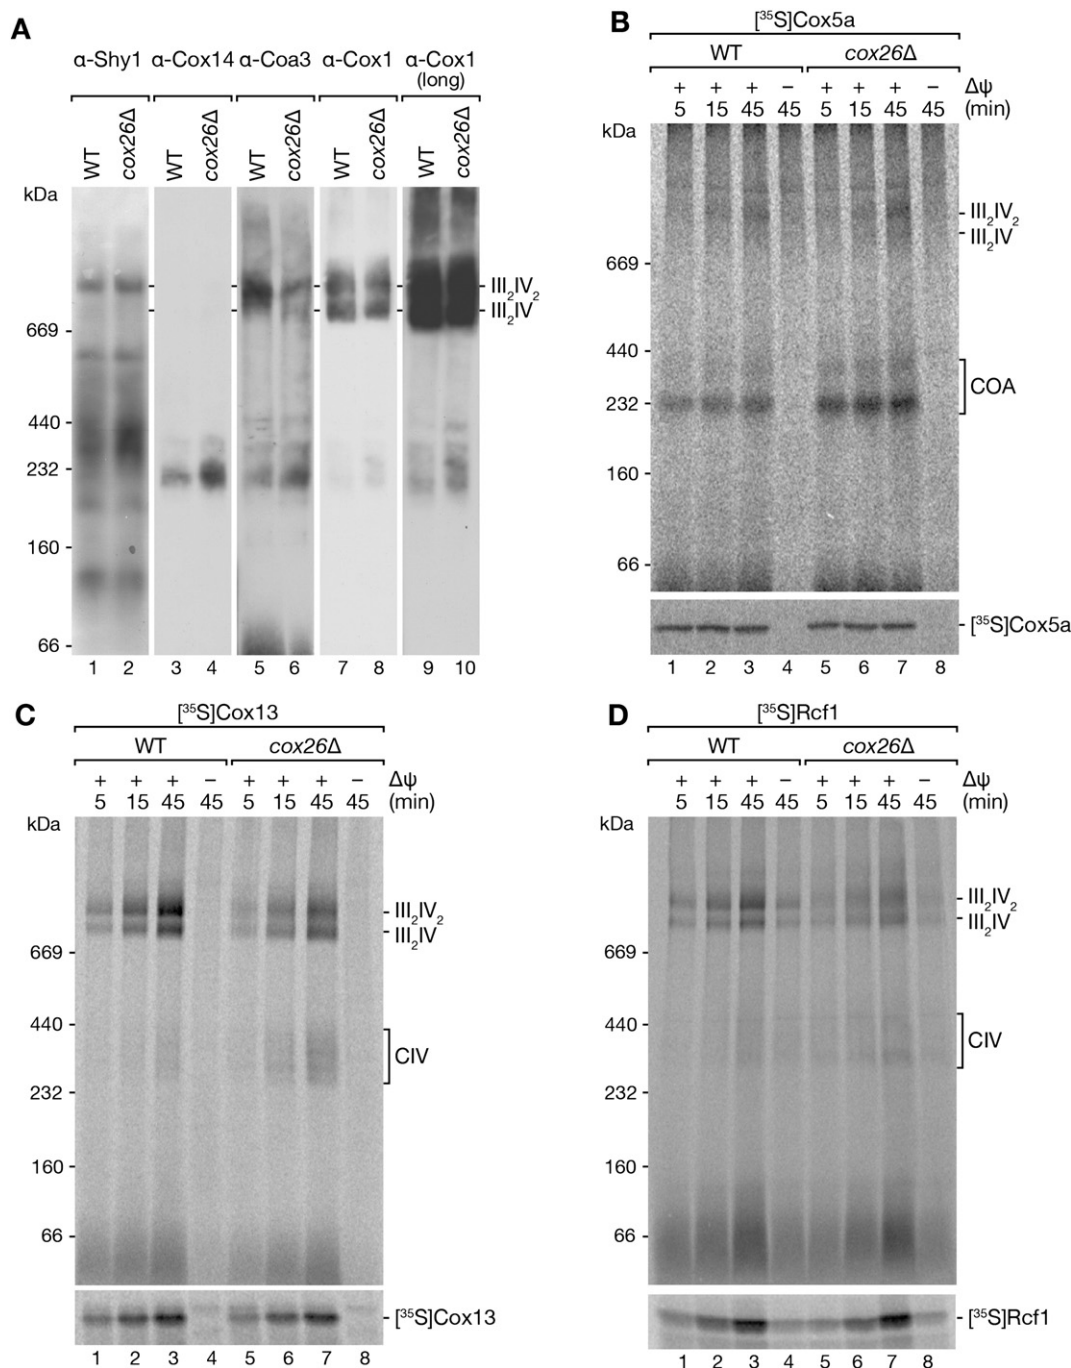 A
α-Shy1 α-Cox14 α-Coa3 α-Cox1 α-Cox1
(long)
WT cox26Δ WT cox26Δ WT cox26Δ WT cox26Δ WT cox26Δ
kDa
III₂IV₂
III₂IV
669
440
232
160
66
1 2 3 4 5 6 7 8 9 10
B
[³⁵S]Cox5a
WT cox26Δ
+ + + – + + + – Δψ
5 15 45 45 5 15 45 45 (min)
kDa
III₂IV₂
III₂IV
669
440
COA
232
160
66
[³⁵S]Cox5a
1 2 3 4 5 6 7 8
C
[³⁵S]Cox13
WT cox26Δ
+ + + – + + + – Δψ
5 15 45 45 5 15 45 45 (min)
kDa
III₂IV₂
III₂IV
669
440
CIV
232
160
66
[³⁵S]Cox13
1 2 3 4 5 6 7 8
D
[³⁵S]Rcf1
WT cox26Δ
+ + + – + + + – Δψ
5 15 45 45 5 15 45 45 (min)
kDa
III₂IV₂
III₂IV
669
440
CIV
232
160
66
[³⁵S]Rcf1
1 2 3 4 5 6 7 8